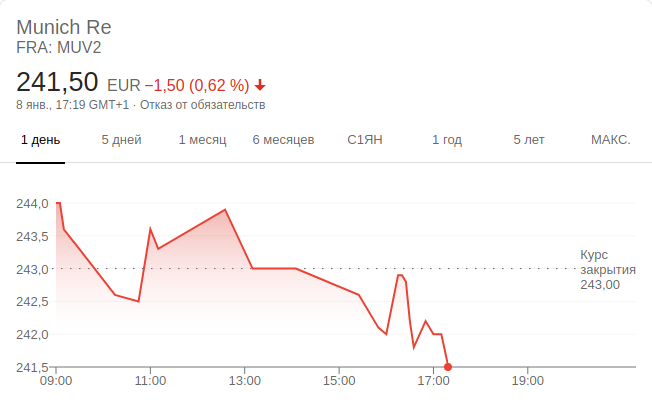 Munich Re
FRA: MUV2
241,50 EUR −1,50 (0,62 %)
8 янв., 17:19 GMT+1 · Отказ от обязательств
1 день 5 дней 1 месяц 6 месяцев С1ЯН 1 год 5 лет МАКС.
244,0
243,5
Курс
закрытия
243,00
243,0
242,5
242,0
241,5
09:00 11:00 13:00 15:00 17:00 19:00